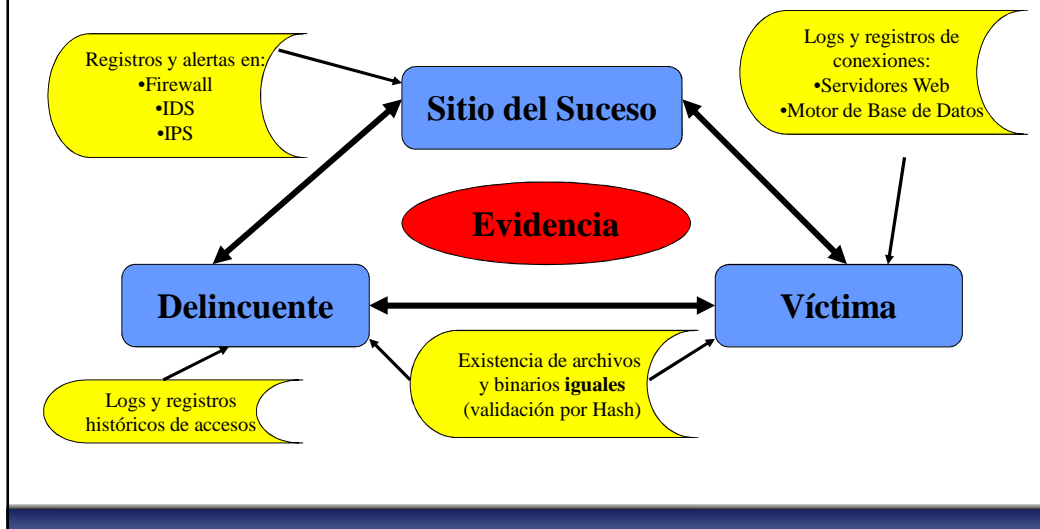 Registros y alertas en:
•Firewall
•IDS
•IPS
Sitio del Suceso
Logs y registros de
conexiones:
•Servidores Web
•Motor de Base de Datos
Evidencia
Delincuente
Víctima
Existencia de archivos
y binarios iguales
(validación por Hash)
Logs y registros
históricos de accesos